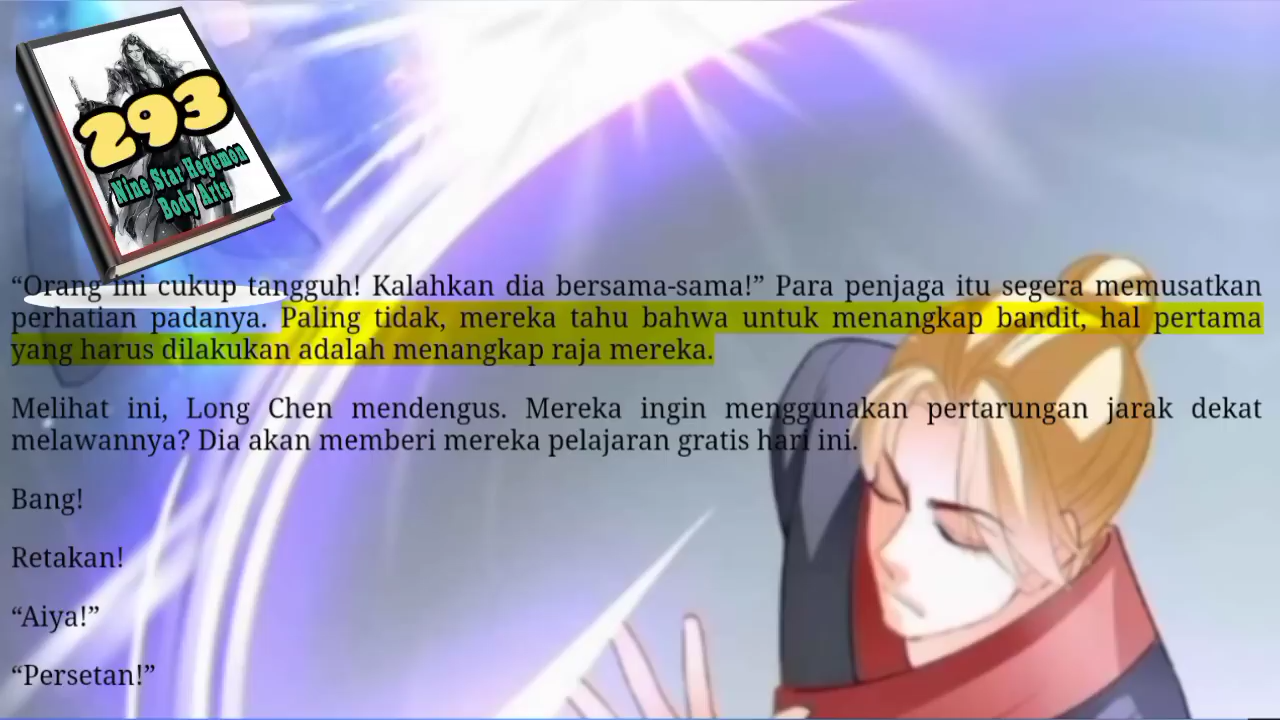 293
Nine Star Hegemon
Body Arts
“Orang ini cukup tangguh! Kalahkan dia bersama-sama!” Para penjaga itu segera memusatkan
perhatian padanya. Paling tidak, mereka tahu bahwa untuk menangkap bandit, hal pertama
yang harus dilakukan adalah menangkap raja mereka.
Melihat ini, Long Chen mendengus. Mereka ingin menggunakan pertarungan jarak dekat
melawannya? Dia akan memberi mereka pelajaran gratis hari ini.
Bang!
Retakan!
“Aiya!”
“Persetan!”